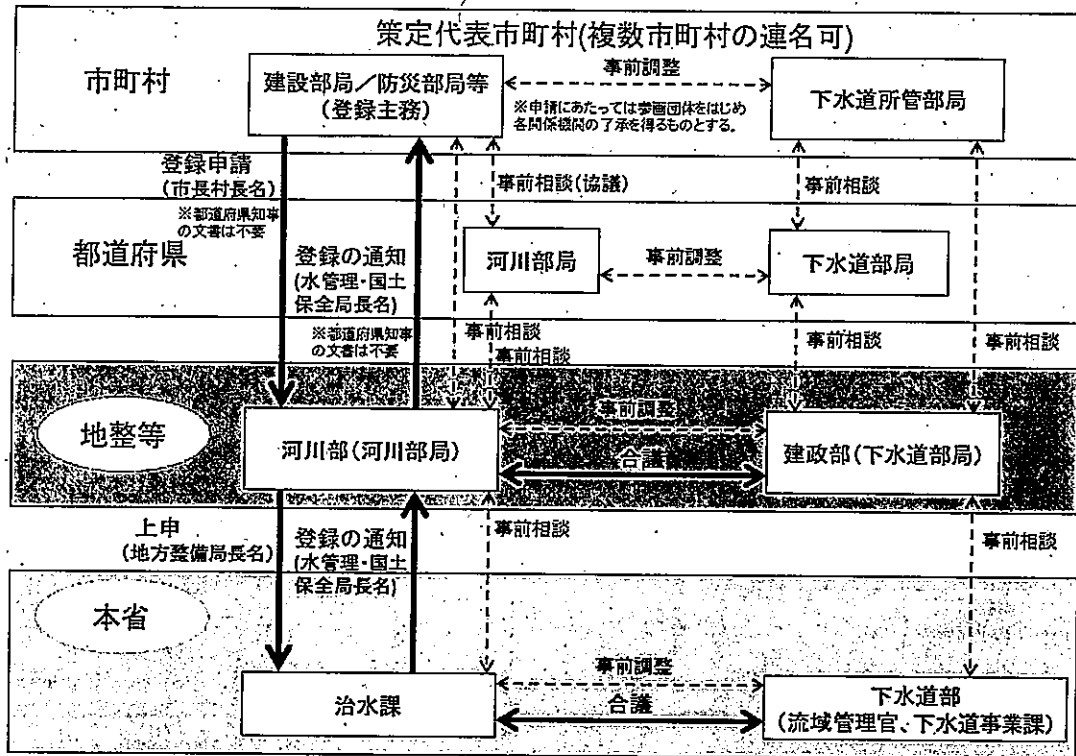 策定代表市町村(複数市町村の連名可)
市町村
建設部局／防災部局等
(登録主務)
事前調整
※申請にあたっては参画団体をはじめ
各関係機関の了承を得るものとする。
下水道所管部局
登録申請
(市長村長名)
※都道府県知事
の文書は不要
事前相談(協議)
事前相談
都道府県
登録の通知
(水管理・国土
保全局長名)
※都道府県知事
の文書は不要
河川部局
事前調整
下水道部局
事前相談
事前相談
事前相談
事前相談
地整等
河川部(河川部局)
事前調整
合議
建政部(下水道部局)
上申
(地方整備局長名)
登録の通知
(水管理・国土
保全局長名)
事前相談
事前相談
本省
治水課
事前調整
合議
下水道部
(流域管理官、下水道事業課)